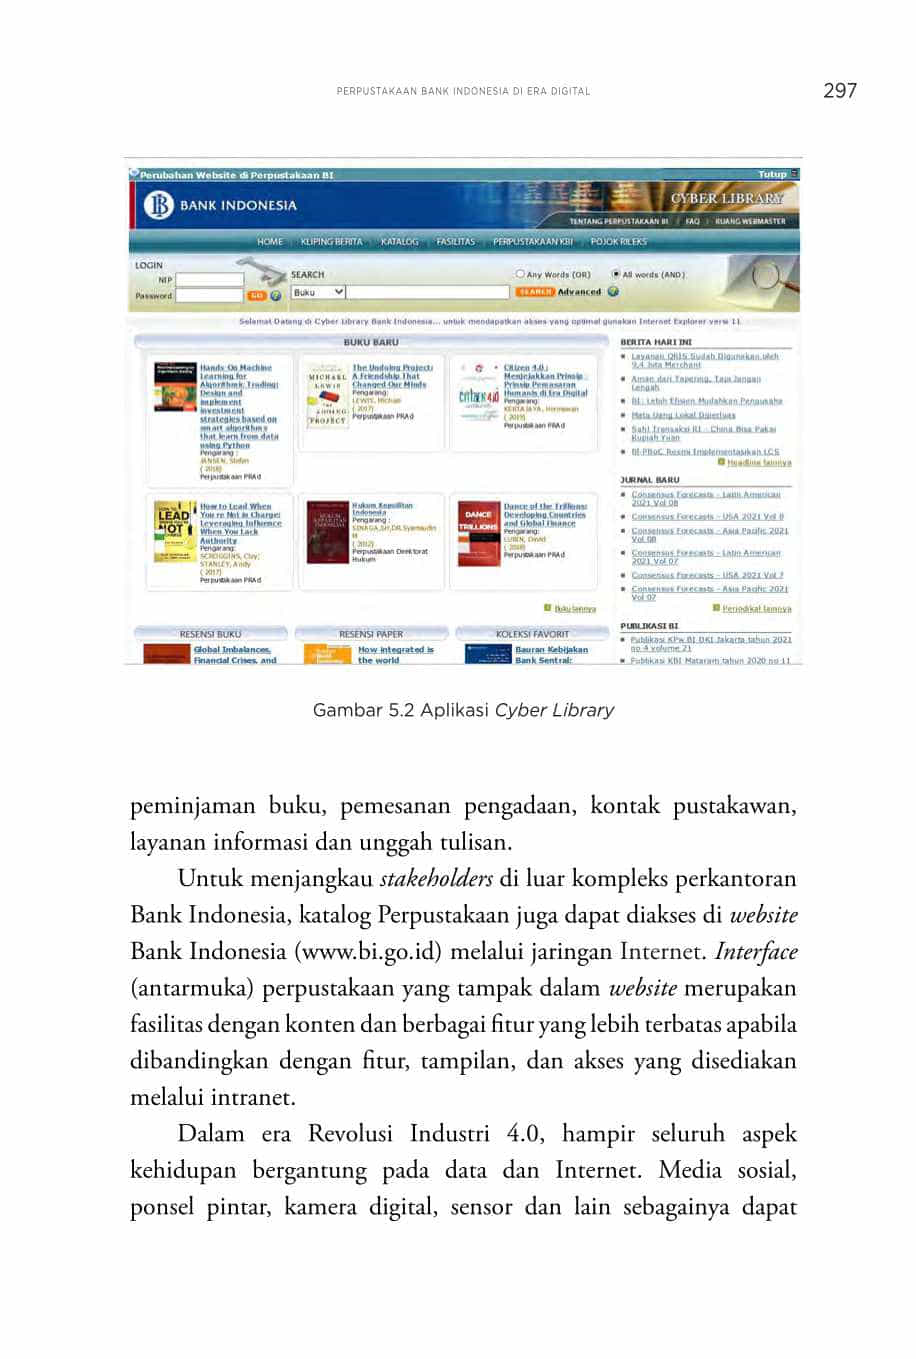 PERPUSTAKAAN BANK INDONESIA DI ERA DIGITAL
297
Perubahan Website di Perpustakaan BI
Tutup
BANK INDONESIA
CYBER LIBRARY
TENTANG PERPUSTAKAAN BI | FAQ | RUANG WEBMASTER
HOME | KLIPING BERITA | KATALOG | FASILITAS | PERPUSTAKAAN KBI | POJOK RILEKS
LOGIN
NIP
Password
GO
SEARCH
Any Words (OR)
All words (AND)
Buku
SEARCH Advanced
Selamat Datang di Cyber Library Bank Indonesia... untuk mendapatkan akses yang optimal gunakan Internet Explorer versi 11.
BUKU BARU
Hands-On Machine
Learning for
Algorithmic Trading:
Design and
implement
investment
strategies based on
smart algorithms
that learn from data
using Python
Pengarang :
JANSEN, Stefan
( 2018)
Perpustakaan PRAd
The Undoing Project:
A Friendship That
Changed Our Minds
Pengarang:
LEWIS, Michael
( 2017)
Perpustakaan PRAd
MICHAEL
LEWIS
THE
UNDOING
PROJECT
Citizen 4.0 :
Menjejakkan Prinsip -
Prinsip Pemasaran
Humanis di Era Digital
Pengarang:
KERTAJAYA, Hermawan
( 2019)
Perpustakaan PRAd
CITIZEN 4.0
How to Lead When
You're Not in Charge:
Leveraging Influence
When You Lack
Authority
Pengarang:
SCROGGINS, Clay;
STANLEY, Andy
( 2017)
Perpustakaan PRAd
LEAD
NOT
Hukum Kepailitan
Indonesia
Pengarang :
SINAGA,SH,DR.Syamsudin
M
( 2012)
Perpustakaan Direktorat
Hukum
HUKUM
KEPAILITAN
INDONESIA
Dance of the Trillions:
Developing Countries
and Global Finance
Pengarang:
LUBIN, David
( 2018)
Perpustakaan PRAd
DANCE
TRILLIONS
Buku lainnya
BERITA HARI INI
Layanan QRIS Sudah Digunakan oleh
9,4 Juta Merchant
Aman dari Tapering, Tapi Jangan
Lengah
BI : Lebih Efisien Mudahkan Pengusaha
Mata Uang Lokal Diperluas
Sah! Transaksi RI - China Bisa Pakai
Rupiah Yuan
BI-PBoC Resmi Implementasikan LCS
Headline lainnya
JURNAL BARU
Consensus Forecasts - Latin American
2021 Vol 08
Consensus Forecasts - USA 2021 Vol 8
Consensus Forecasts - Asia Pacific 2021
Vol 08
Consensus Forecasts - Latin American
2021 Vol 07
Consensus Forecasts - USA 2021 Vol 7
Consensus Forecasts - Asia Pacific 2021
Vol 07
Periodikal lainnya
PUBLIKASI BI
Publikasi KPw BI DKI Jakarta tahun 2021
no 4 volume 21
Publikasi KBI Mataram tahun 2020 no 11
RESENSI BUKU
RESENSI PAPER
KOLEKSI FAVORIT
Global Imbalances,
Financial Crises, and
How integrated is
the world
Bauran Kebijakan
Bank Sentral:
Gambar 5.2 Aplikasi Cyber Library
peminjaman buku, pemesanan pengadaan, kontak pustakawan,
layanan informasi dan unggah tulisan.
Untuk menjangkau stakeholders di luar kompleks perkantoran
Bank Indonesia, katalog Perpustakaan juga dapat diakses di website
Bank Indonesia (www.bi.go.id) melalui jaringan Internet. Interface
(antarmuka) perpustakaan yang tampak dalam website merupakan
fasilitas dengan konten dan berbagai fitur yang lebih terbatas apabila
dibandingkan dengan fitur, tampilan, dan akses yang disediakan
melalui intranet.
Dalam era Revolusi Industri 4.0, hampir seluruh aspek
kehidupan bergantung pada data dan Internet. Media sosial,
ponsel pintar, kamera digital, sensor dan lain sebagainya dapat